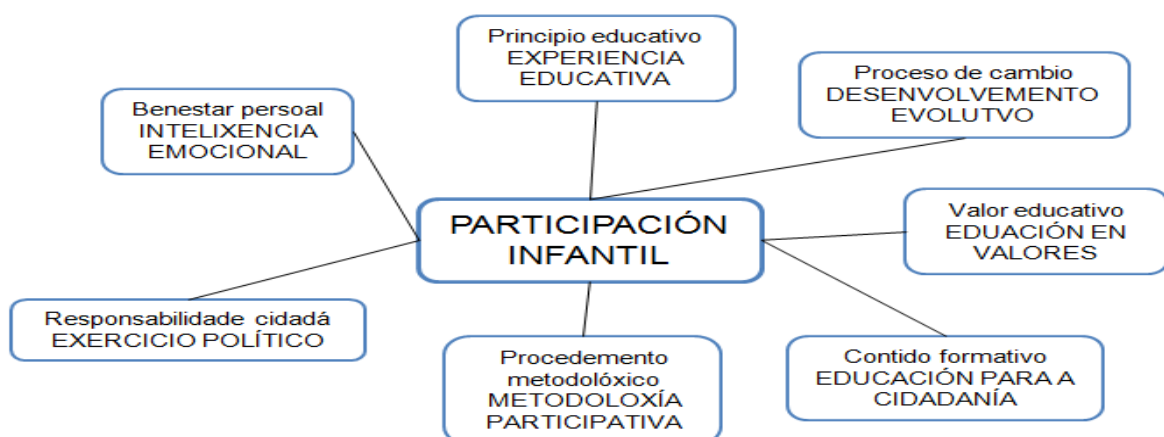 Principio educativo
EXPERIENCIA
EDUCATIVA
Proceso de cambio
DESENVOLVEMENTO
EVOLUTVO
Benestar persoal
INTELIXENCIA
EMOCIONAL
PARTICIPACIÓN
INFANTIL
Valor educativo
EDUACIÓN EN
VALORES
Responsabilidade cidadá
EXERCICIO POLÍTICO
Procedemento
metodolóxico
METODOLOXÍA
PARTICIPATIVA
Contido formativo
EDUCACIÓN PARA A
CIDADANÍA